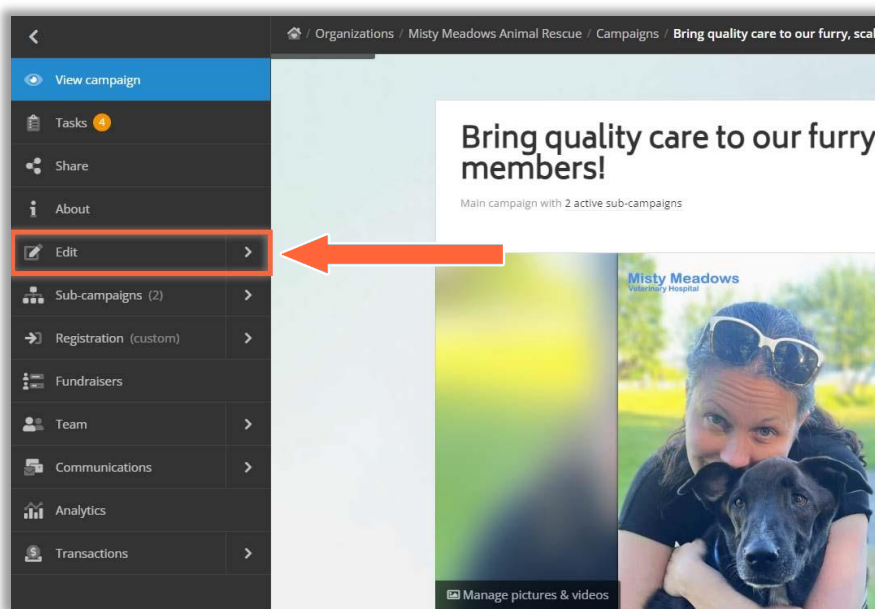 / Organizations / Misty Meadows Animal Rescue / Campaigns / Bring quality care to our furry, scal
View campaign
Tasks 4
Share
About
Edit
Sub-campaigns (2)
Registration (custom)
Fundraisers
Team
Communications
Analytics
Transactions
Bring quality care to our furry
members!
Main campaign with 2 active sub-campaigns
Misty Meadows
Veterinary Hospital
Manage pictures & videos